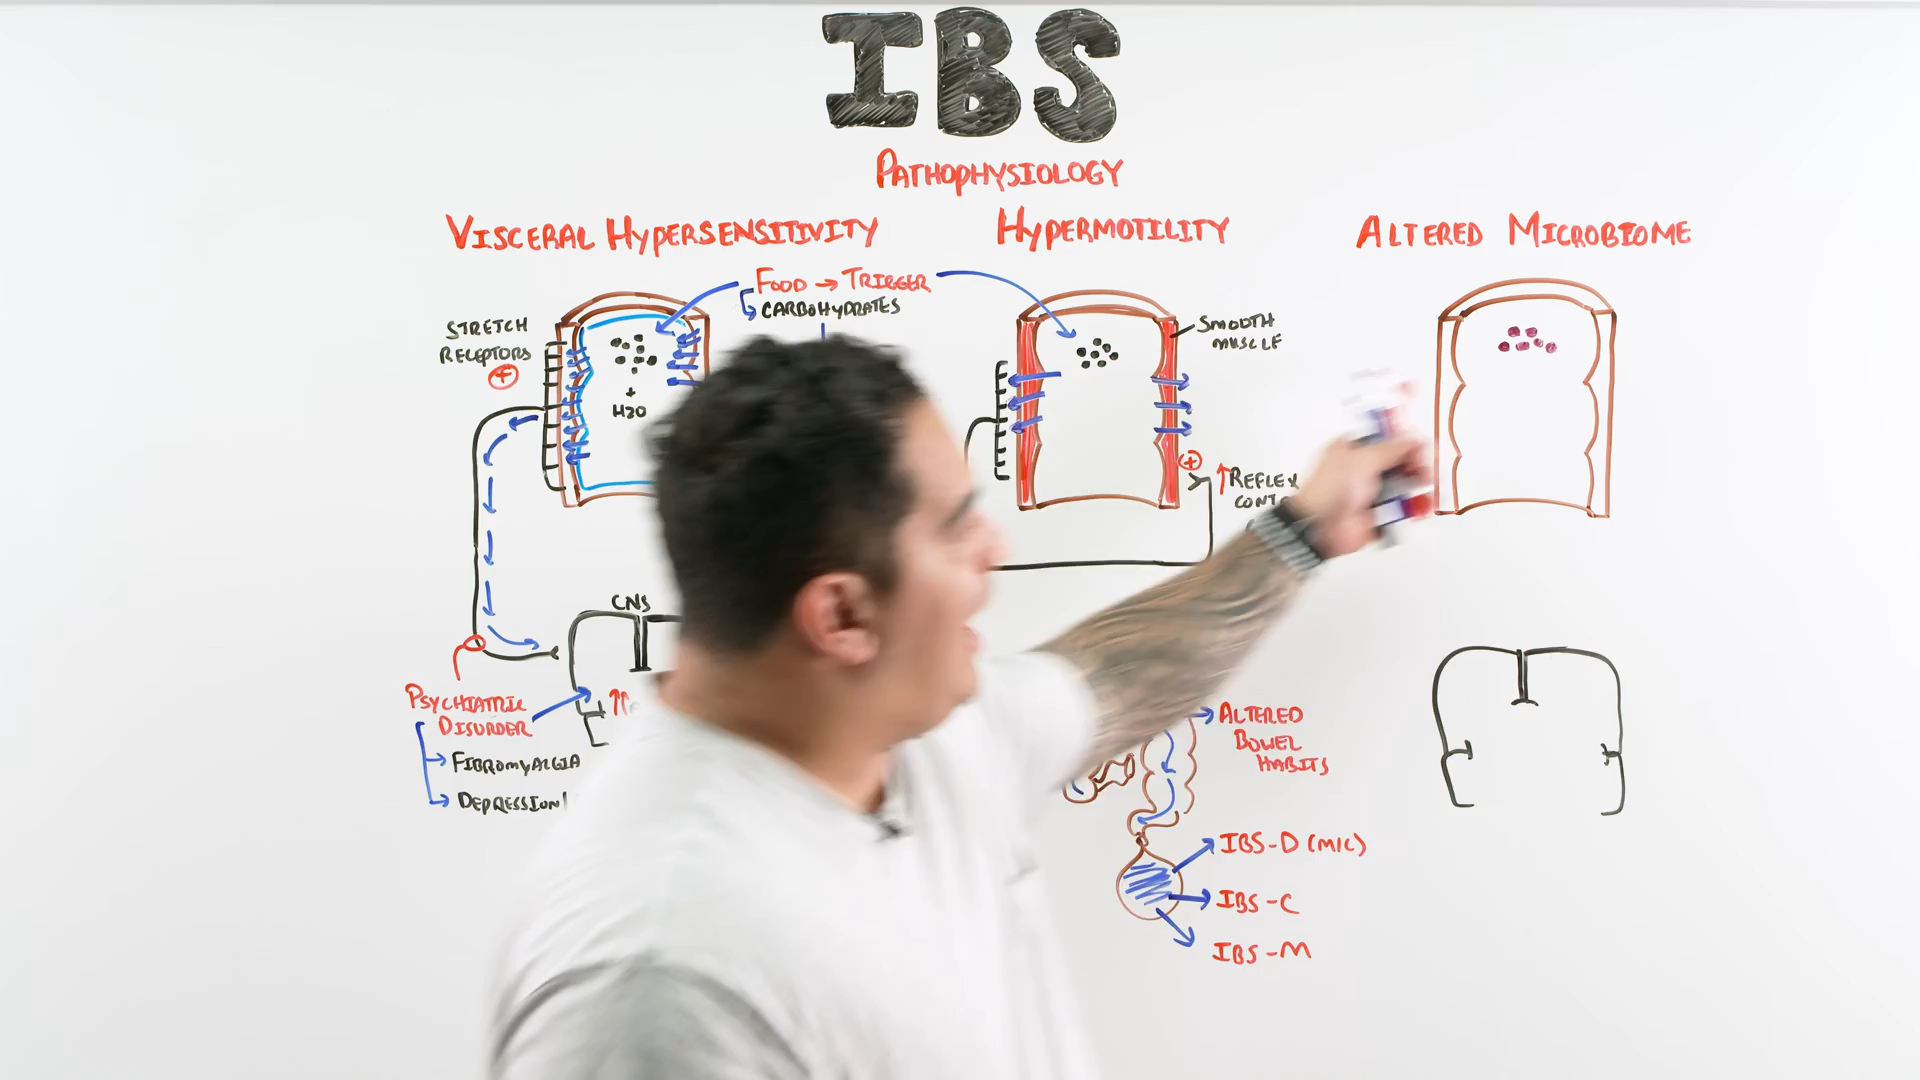 IBS
PATHOPHYSIOLOGY
VISCERAL HYPERSENSITIVITY
HYPERMOTILITY
ALTERED MICROBIOME
FOOD → TRIGGER
CARBOHYDRATES
STRETCH
RECEPTORS
+
+
H2O
SMOOTH
MUSCLE
+
↑REFLEX
CNS
PSYCHIATRIC
DISORDER
↑↑
FIBROMYALGIA
DEPRESSION/
ALTERED
BOWEL
HABITS
IBS-D (MIC)
IBS-C
IBS-M